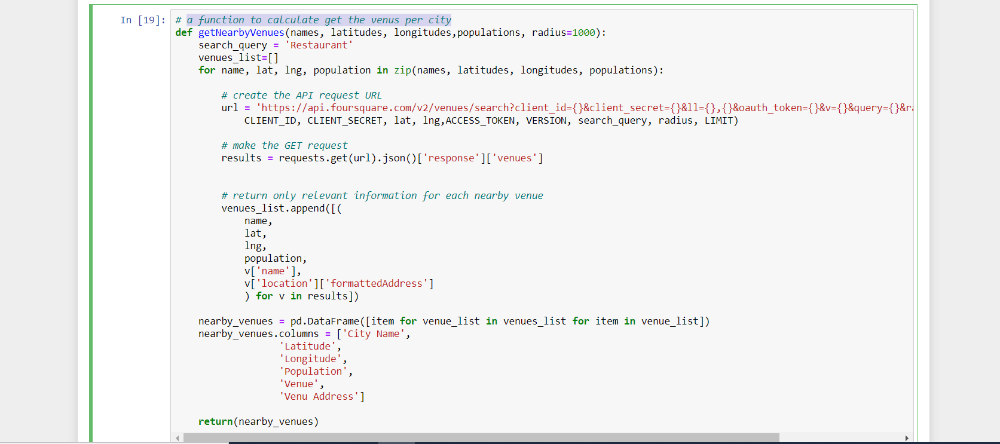 In [19]: # a function to calculate get the venus per city
def getNearbyVenues(names, latitudes, longitudes,populations, radius=1000):
search_query = 'Restaurant'
venues_list=[]
for name, lat, lng, population in zip(names, latitudes, longitudes, populations):
# create the API request URL
url = 'https://api.foursquare.com/v2/venues/search?client_id={}&client_secret={}&ll={},{}&oauth_token={}&v={}&query={}&r
CLIENT_ID, CLIENT_SECRET, lat, lng,ACCESS_TOKEN, VERSION, search_query, radius, LIMIT)
# make the GET request
results = requests.get(url).json()['response']['venues']
# return only relevant information for each nearby venue
venues_list.append([(
name,
lat,
lng,
population,
v['name'],
v['location']['formattedAddress']
) for v in results])
nearby_venues = pd.DataFrame([item for venue_list in venues_list for item in venue_list])
nearby_venues.columns = ['City Name',
'Latitude',
'Longitude',
'Population',
'Venue',
'Venu Address']
return(nearby_venues)